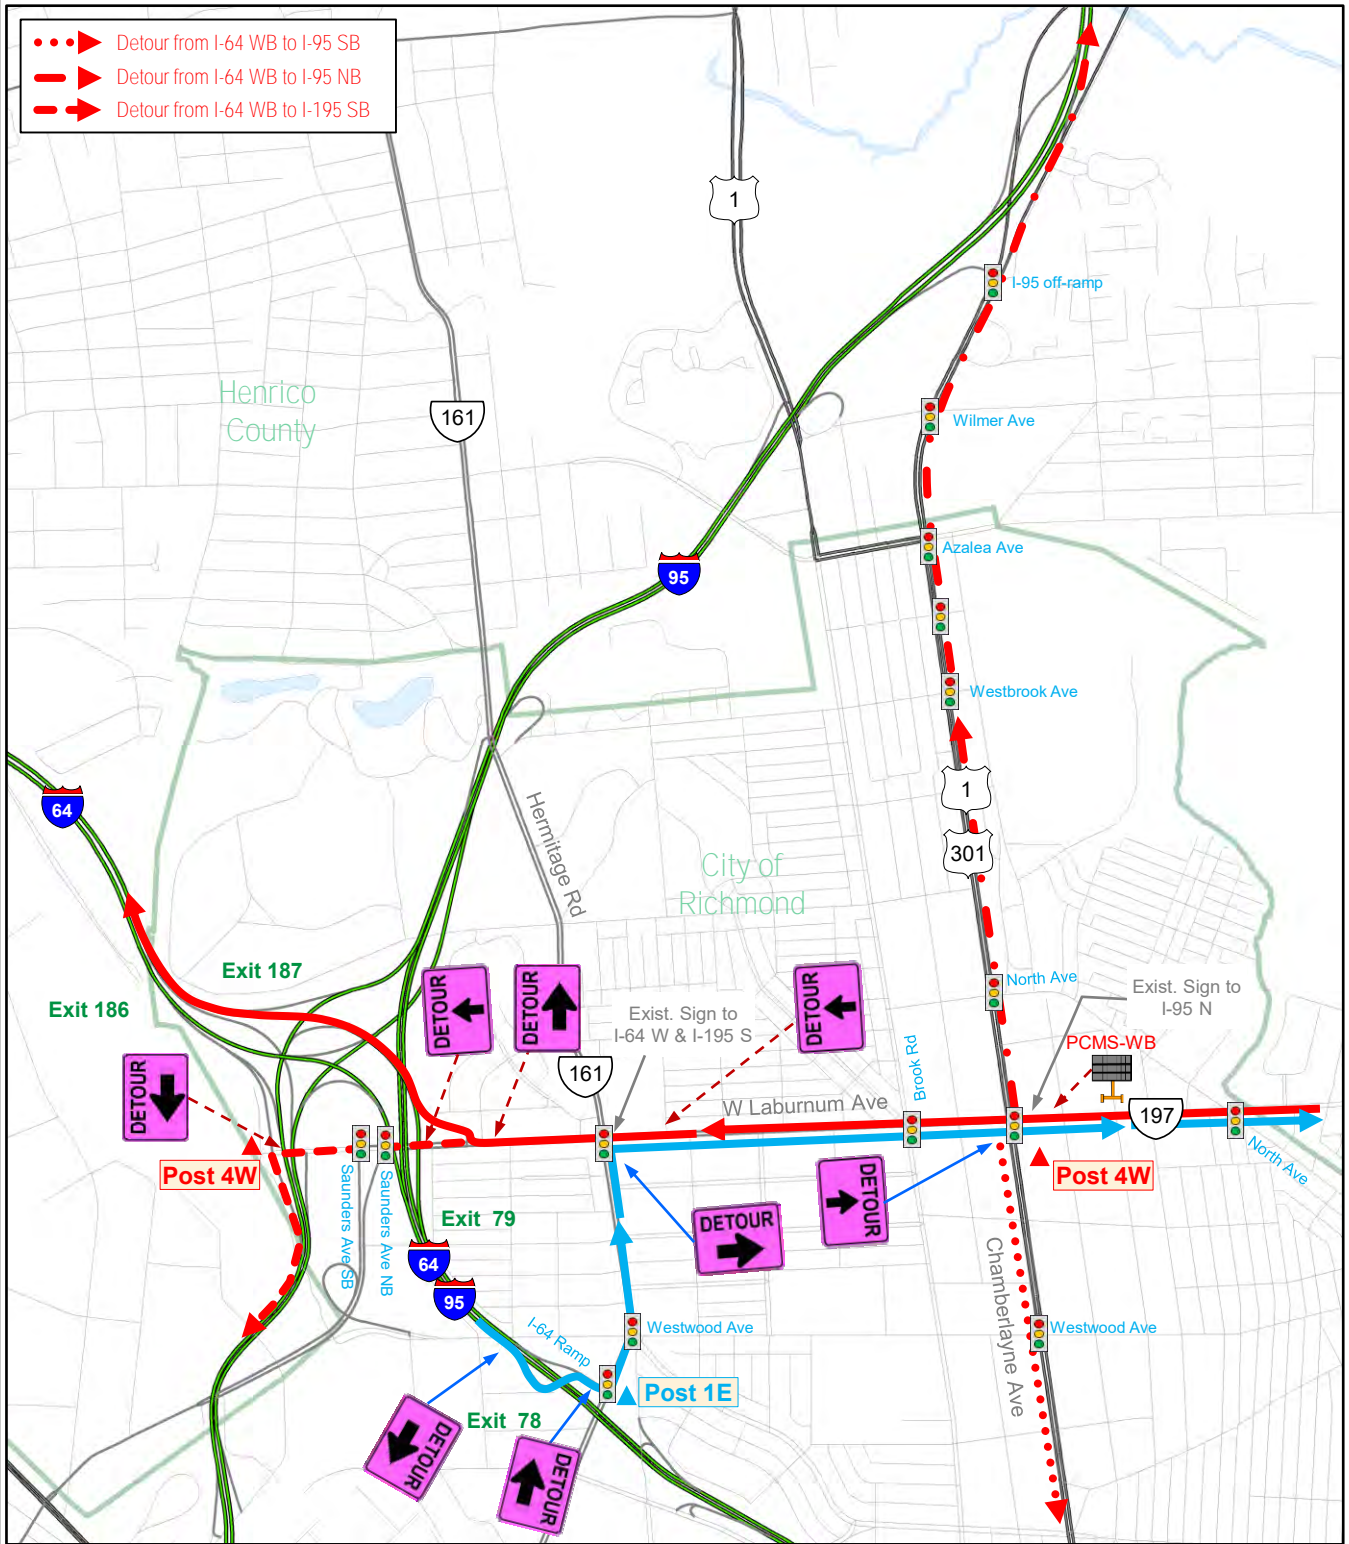 Detour from I-64 WB to I-95 SB
Detour from I-64 WB to I-95 NB
Detour from I-64 WB to I-195 SB
1
I-95 off-ramp
Henrico
County
161
Wilmer Ave
Azalea Ave
95
Westbrook Ave
1
301
64
Hermitage Rd
City of
Richmond
Exit 187
Exit 186
DETOUR
DETOUR
DETOUR
DETOUR
North Ave
Exist. Sign to
I-64 W & I-195 S
Exist. Sign to
I-95 N
PCMS-WB
161
Brook Rd
W Laburnum Ave
197
North Ave
Post 4W
Post 4W
Saunders Ave SB
Saunders Ave NB
Exit 79
DETOUR
DETOUR
64
95
I-64 Ramp
Westwood Ave
Chamberlayne Ave
Westwood Ave
Post 1E
Exit 78
DETOUR
DETOUR